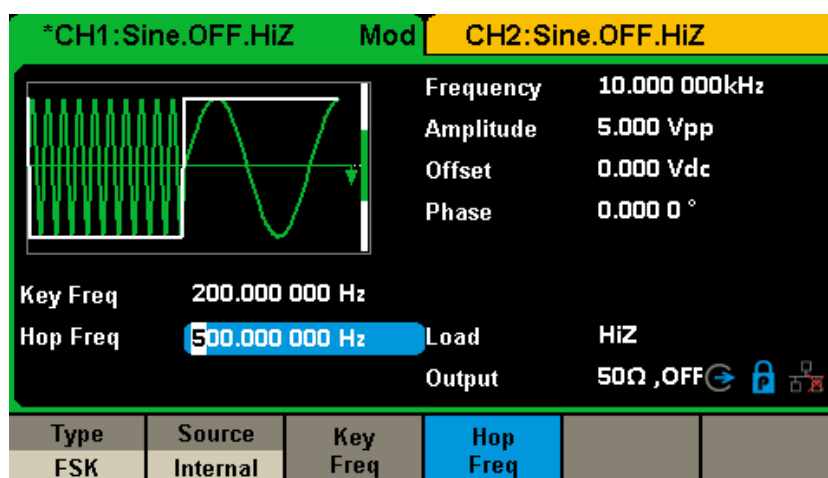 *CH1:Sine.OFF.HiZ Mod CH2:Sine.OFF.HiZ
Frequency 10.000 000kHz
Amplitude 5.000 Vpp
Offset 0.000 Vdc
Phase 0.000 0 °
Key Freq 200.000 000 Hz
Hop Freq 500.000 000 Hz
Load HiZ
Output 50Ω ,OFF P
Type Source Key Freq Hop Freq
FSK Internal